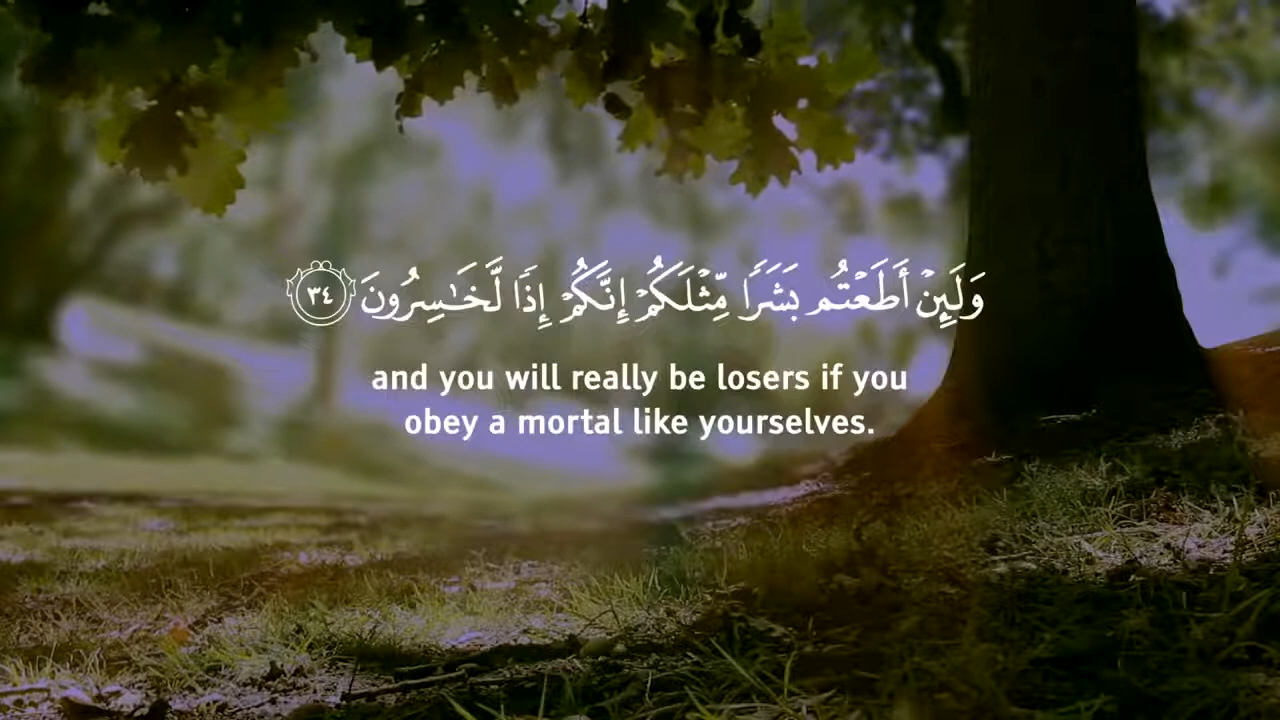 وَلَئِنْ أَطَعْتُم بَشَرًا مِّثْلَكُمْ إِنَّكُمْ إِذًا لَّخَـٰسِرُونَ ٣٤
and you will really be losers if you
obey a mortal like yourselves.